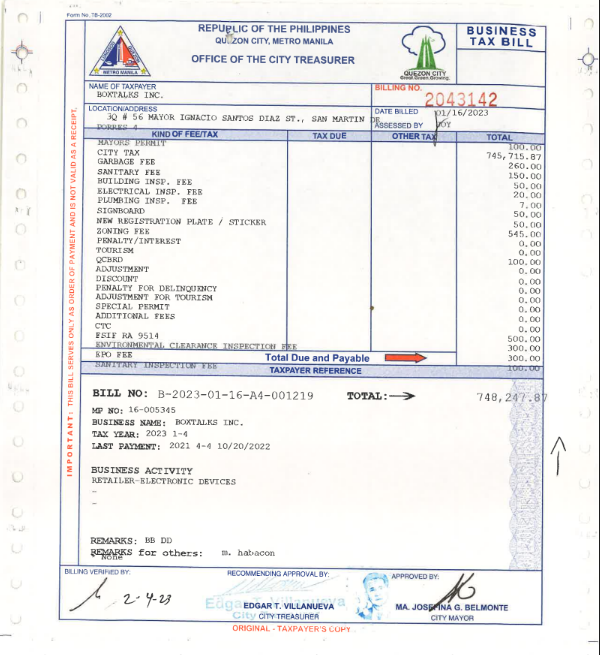 Form No. TB-2002
REPUBLIC OF THE PHILIPPINES
QUEZON CITY, METRO MANILA
OFFICE OF THE CITY TREASURER
METRO MANILA
QUEZON CITY
BUSINESS
TAX BILL
NAME OF TAXPAYER
BOXTALKS INC.
BILLING NO.
2043142
LOCATION/ADDRESS
3Q # 56 MAYOR IGNACIO SANTOS DIAZ ST., SAN MARTIN DE
PORRES 4
DATE BILLED 01/16/2023
ASSESSED BY JOY
KIND OF FEE/TAX TAX DUE OTHER TAX TOTAL
MAYORS PERMIT 100.00
CITY TAX 745,715.87
GARBAGE FEE 260.00
SANITARY FEE 150.00
BUILDING INSP. FEE 50.00
ELECTRICAL INSP. FEE 20.00
PLUMBING INSP. FEE 7.00
SIGNBOARD 50.00
NEW REGISTRATION PLATE / STICKER 50.00
ZONING FEE 545.00
PENALTY/INTEREST 0.00
TOURISM 0.00
QCBRD 100.00
ADJUSTMENT 0.00
DISCOUNT 0.00
PENALTY FOR DELINQUENCY 0.00
ADJUSTMENT FOR TOURISM 0.00
SPECIAL PERMIT 0.00
ADDITIONAL FEES 0.00
CTC 0.00
FSIF RA 9514 500.00
ENVIRONMENTAL CLEARANCE INSPECTION FEE 300.00
EPO FEE 300.00
Total Due and Payable
SANITARY INSPECTION FEE 100.00
TAXPAYER REFERENCE
BILL NO: B-2023-01-16-A4-001219 TOTAL: 748,247.87
MP NO: 16-005345
BUSINESS NAME: BOXTALKS INC.
TAX YEAR: 2023 1-4
LAST PAYMENT: 2021 4-4 10/20/2022
BUSINESS ACTIVITY
RETAILER-ELECTRONIC DEVICES
-
-
REMARKS: BB DD
REMARKS for others: m. habacon
None
BILLING VERIFIED BY:
2-4-23
RECOMMENDING APPROVAL BY:
Edgar T. Villanueva
EDGAR T. VILLANUEVA
City
CITY TREASURER
APPROVED BY:
MA. JOSEFINA G. BELMONTE
CITY MAYOR
ORIGINAL - TAXPAYER'S COPY
IMPORTANT: THIS BILL SERVES ONLY AS ORDER OF PAYMENT AND IS NOT VALID AS A RECEIPT.